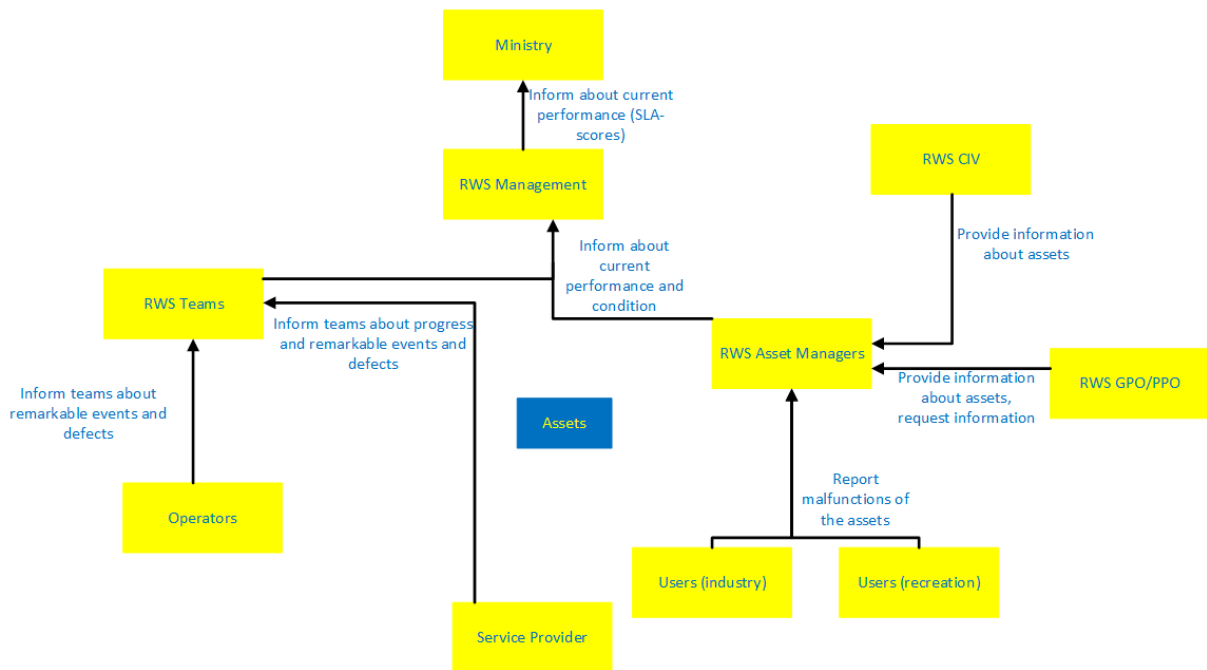 Ministry
Inform about current
performance (SLA-
scores)
RWS CIV
RWS Management
Provide information
about assets
Inform about
current
performance and
condition
RWS Teams
Inform teams about progress
and remarkable events and
defects
RWS Asset Managers
Provide information
about assets,
request information
RWS GPO/PPO
Inform teams about
remarkable events and
defects
Assets
Report
malfunctions of
the assets
Operators
Users (industry)
Users (recreation)
Service Provider